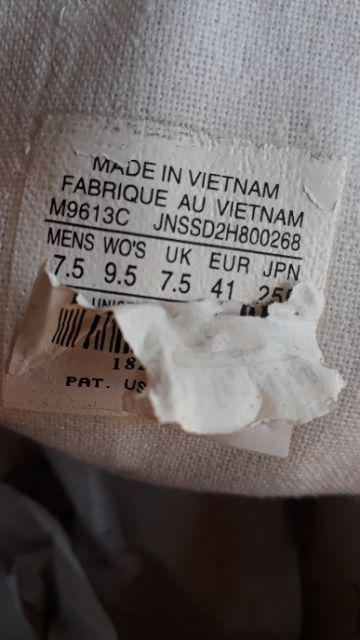 MADE IN VIETNAM
FABRIQUE AU VIETNAM
M9613C JNSSD2H800268
MENS WO'S UK EUR JPN
7.5 9.5 7.5 41
PAT. US